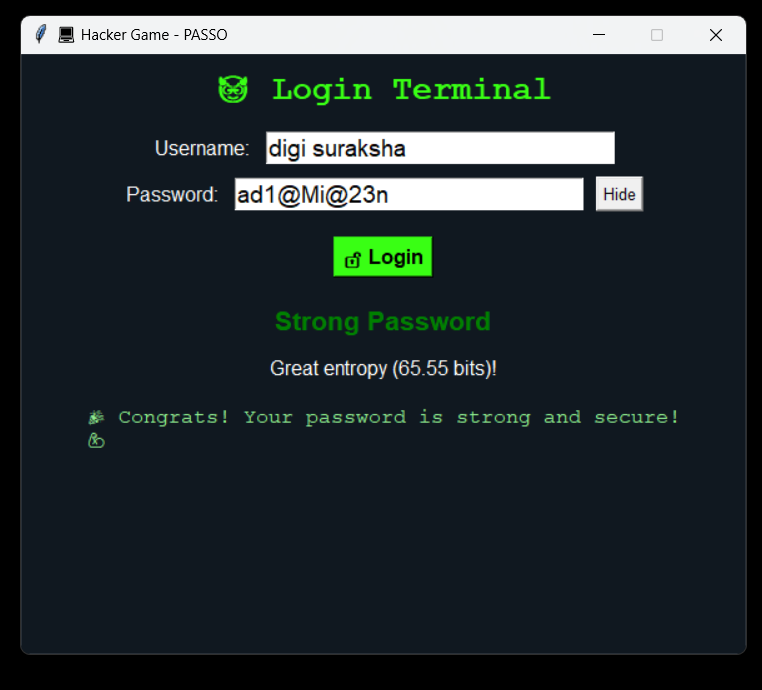 Hacker Game - PASSO
Login Terminal
Username: digi suraksha
Password: ad1@Mi@23n Hide
Login
Strong Password
Great entropy (65.55 bits)!
🎉 Congrats! Your password is strong and secure!
💪